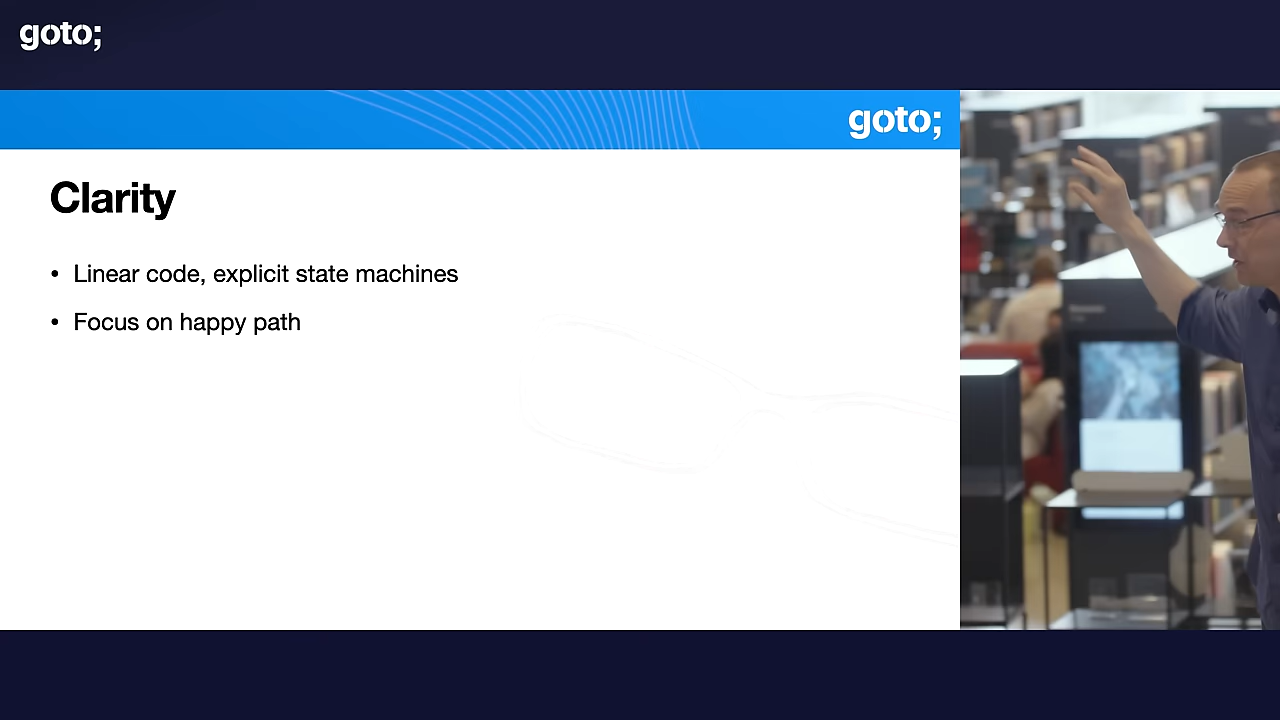 goto;
goto;
Clarity
• Linear code, explicit state machines
• Focus on happy path